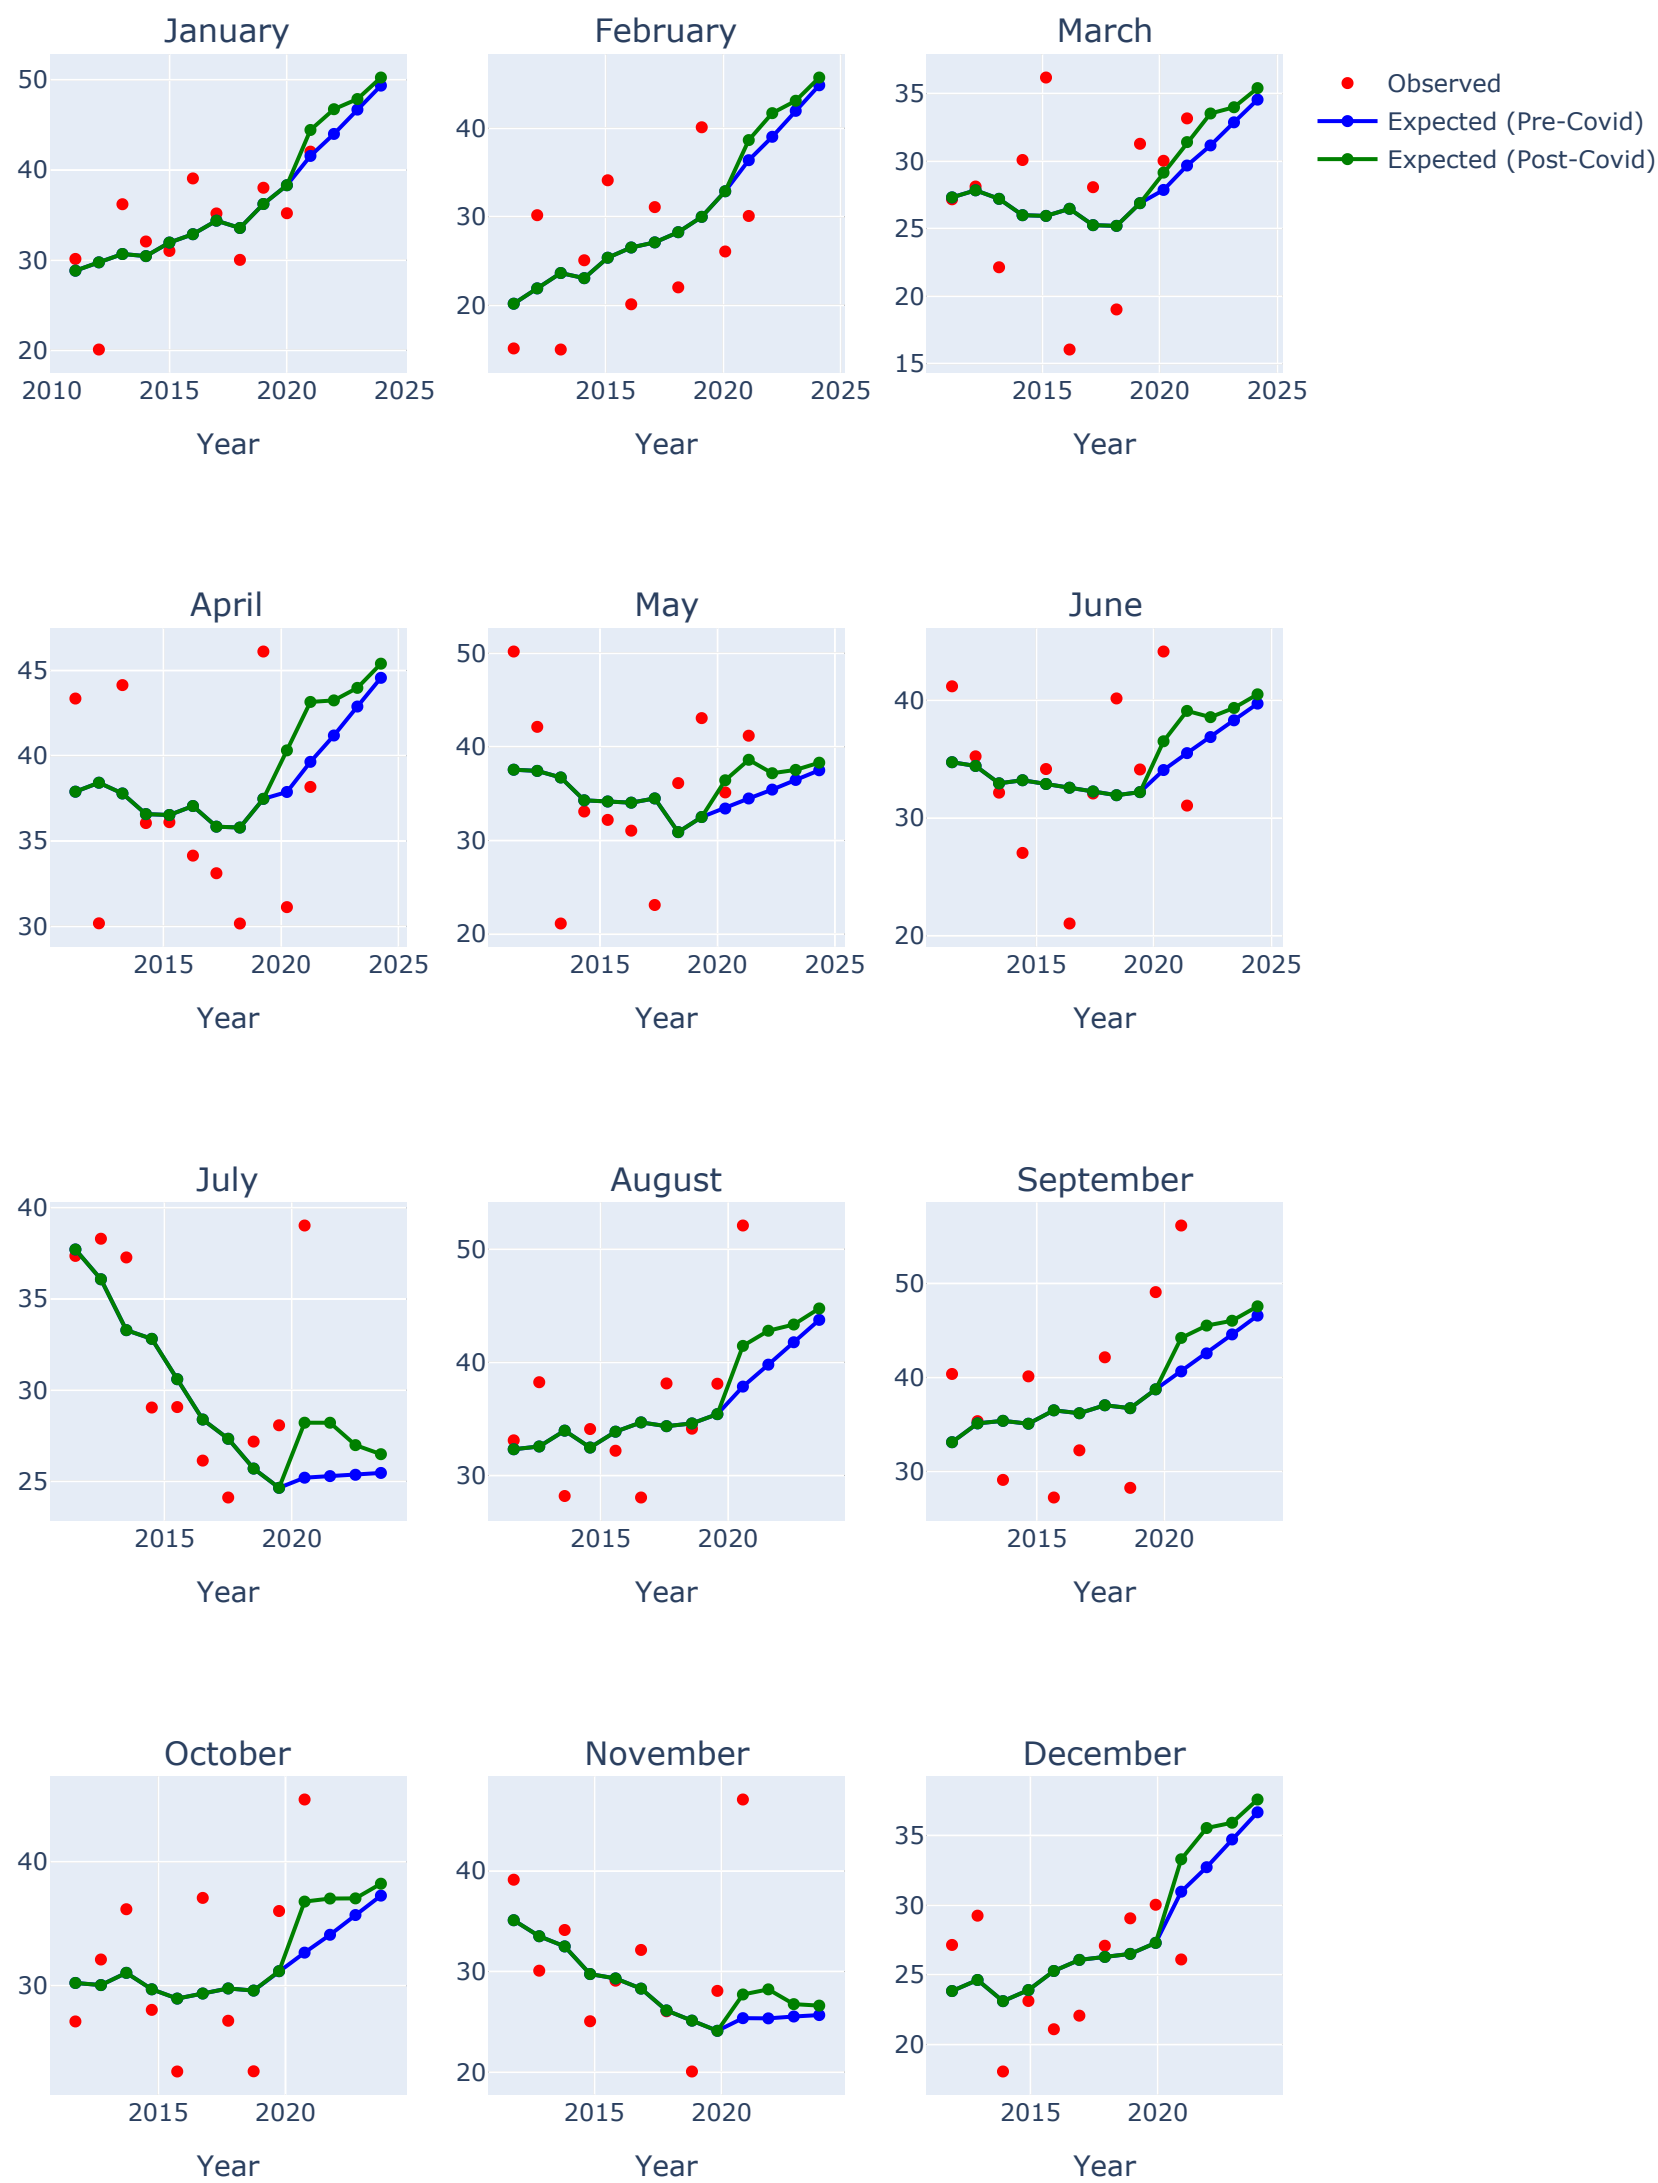 January
February
March
50
40
30
20
2010 2015 2020 2025
Year
40
30
20
2015 2020 2025
Year
35
30
25
20
15
2015 2020 2025
Year
Observed
Expected (Pre-Covid)
Expected (Post-Covid)
April
May
June
45
40
35
30
2015 2020 2025
Year
50
40
30
20
2015 2020 2025
Year
40
30
20
2015 2020 2025
Year
July
August
September
40
35
30
25
2015 2020
Year
50
40
30
2015 2020
Year
50
40
30
2015 2020
Year
October
November
December
40
30
2015 2020
Year
40
30
20
2015 2020
Year
35
30
25
20
2015 2020
Year